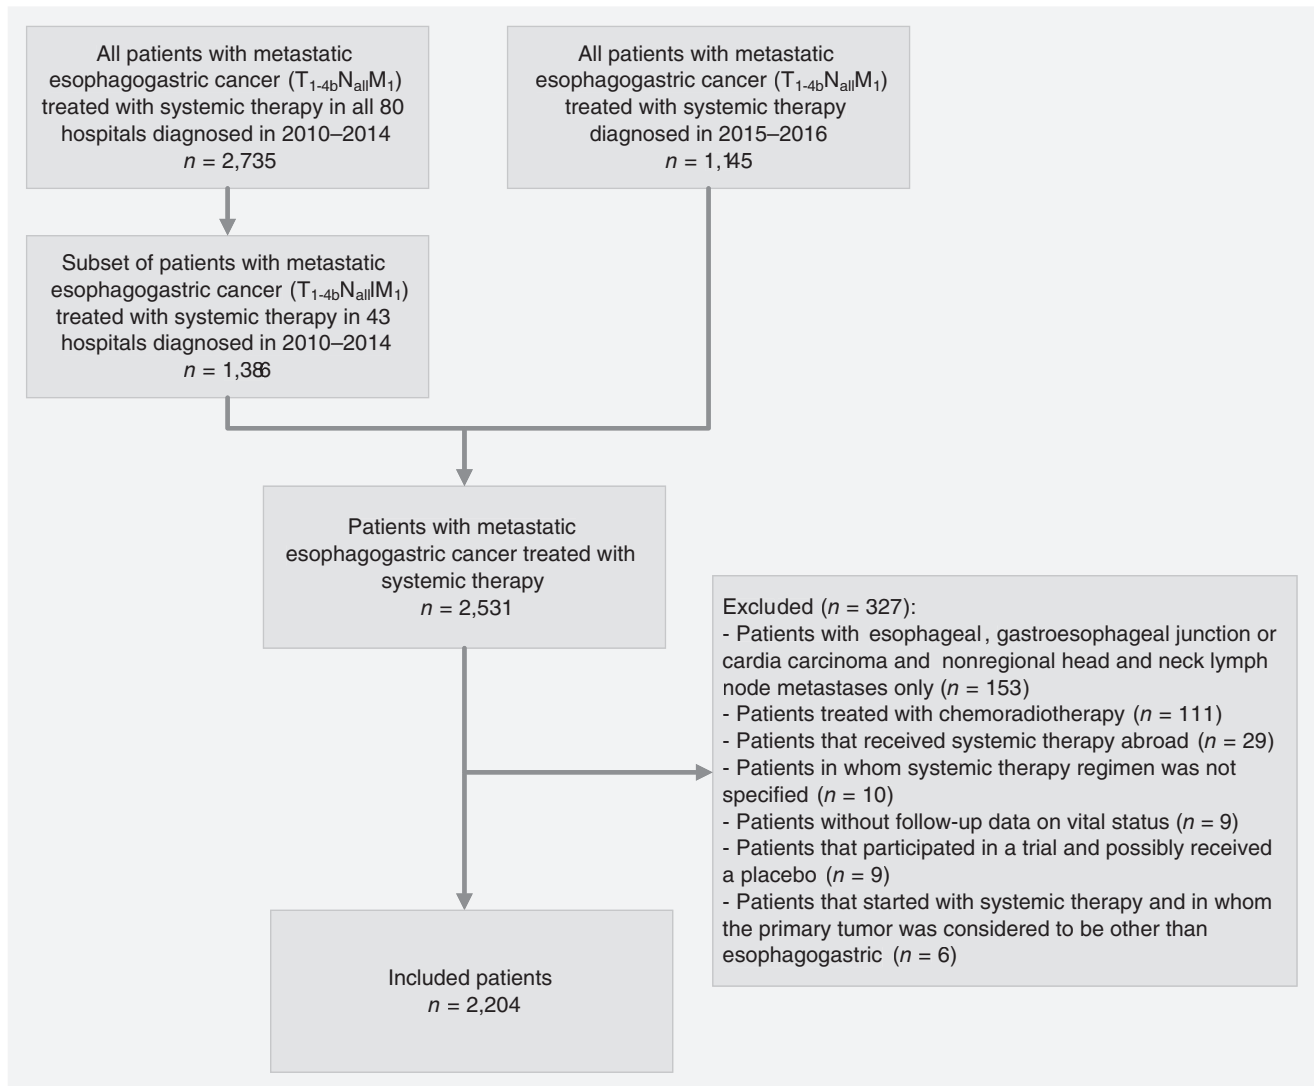 All patients with metastatic
esophagogastric cancer (T1-4bNallM1)
treated with systemic therapy in all 80
hospitals diagnosed in 2010–2014
n = 2,735
All patients with metastatic
esophagogastric cancer (T1-4bNallM1)
treated with systemic therapy
diagnosed in 2015–2016
n = 1,145
Subset of patients with metastatic
esophagogastric cancer (T1-4bNallIM1)
treated with systemic therapy in 43
hospitals diagnosed in 2010–2014
n = 1,386
Patients with metastatic
esophagogastric cancer treated with
systemic therapy
n = 2,531
Excluded (n = 327):
- Patients with esophageal, gastroesophageal junction or
cardia carcinoma and nonregional head and neck lymph
node metastases only (n = 153)
- Patients treated with chemoradiotherapy (n = 111)
- Patients that received systemic therapy abroad (n = 29)
- Patients in whom systemic therapy regimen was not
specified (n = 10)
- Patients without follow-up data on vital status (n = 9)
- Patients that participated in a trial and possibly received
a placebo (n = 9)
- Patients that started with systemic therapy and in whom
the primary tumor was considered to be other than
esophagogastric (n = 6)
Included patients
n = 2,204